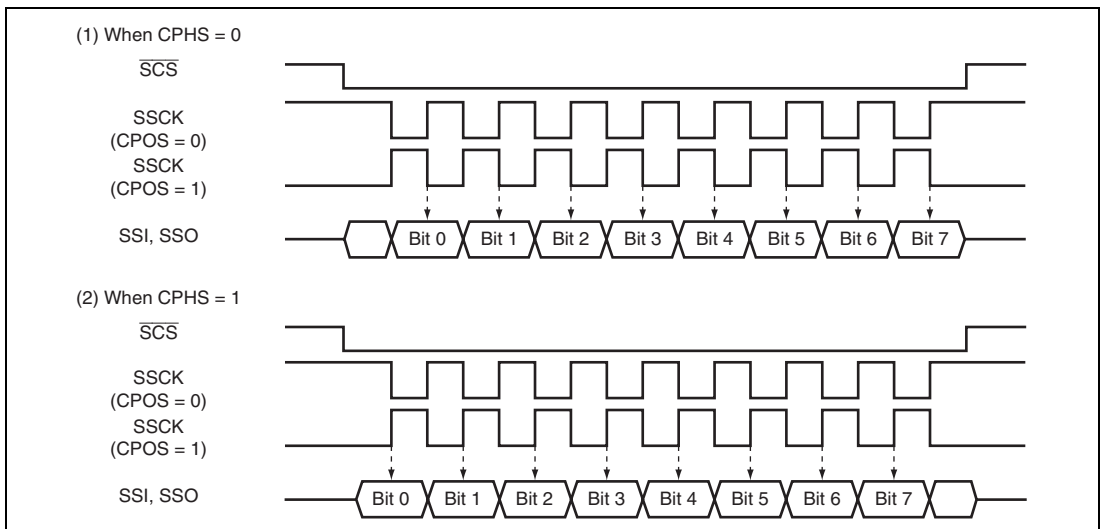 (1) When CPHS = 0
SCS
SSCK
(CPOS = 0)
SSCK
(CPOS = 1)
SSI, SSO
Bit 0 Bit 1 Bit 2 Bit 3 Bit 4 Bit 5 Bit 6 Bit 7
(2) When CPHS = 1
SCS
SSCK
(CPOS = 0)
SSCK
(CPOS = 1)
SSI, SSO
Bit 0 Bit 1 Bit 2 Bit 3 Bit 4 Bit 5 Bit 6 Bit 7